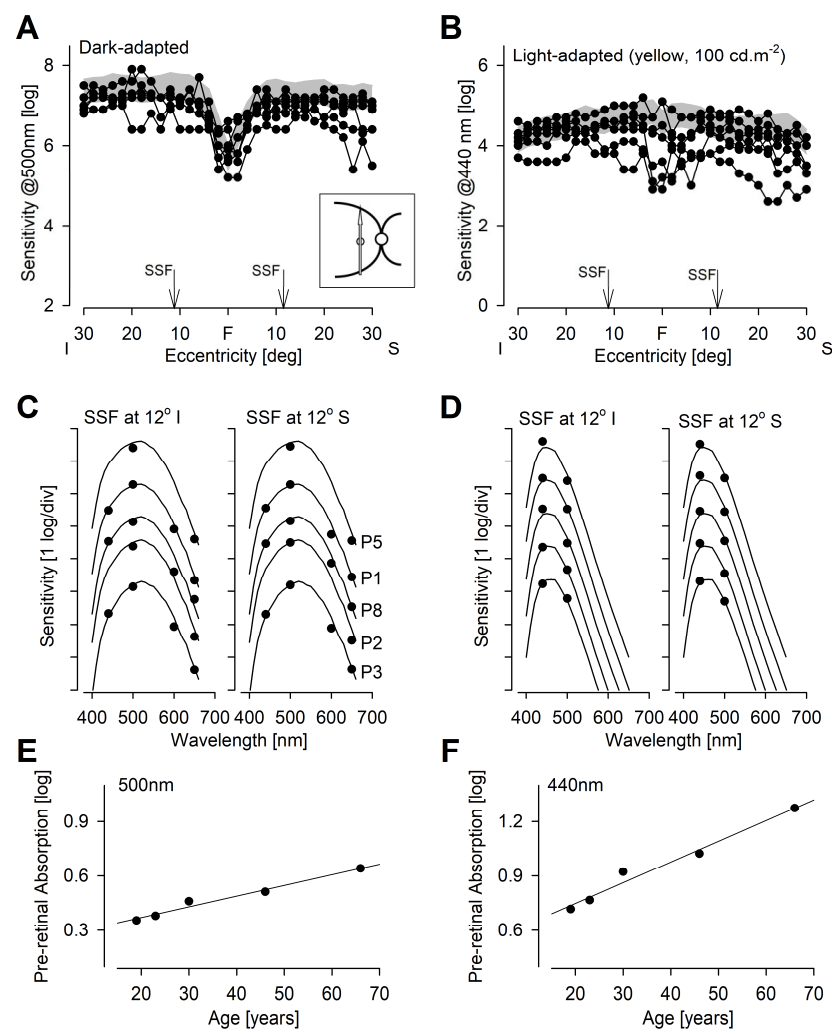 A
Dark-adapted
Sensitivity @500nm [log]
8
6
4
2
SSF
SSF
30 20 10 F 10 20 30
I
Eccentricity [deg]
S
B
Light-adapted (yellow, 100 cd.m-2)
Sensitivity @440 nm [log]
6
4
2
0
SSF
SSF
30 20 10 F 10 20 30
I
Eccentricity [deg]
S
C
SSF at 12o I
SSF at 12o S
Sensitivity [1 log/div]
P5
P1
P8
P2
P3
400 500 600 700
400 500 600 700
Wavelength [nm]
D
SSF at 12o I
SSF at 12o S
Sensitivity [1 log/div]
400 500 600 700
400 500 600 700
Wavelength [nm]
E
500nm
Pre-retinal Absorption [log]
0.9
0.6
0.3
20 30 40 50 60 70
Age [years]
F
440nm
Pre-retinal Absorption [log]
1.2
0.9
0.6
20 30 40 50 60 70
Age [years]